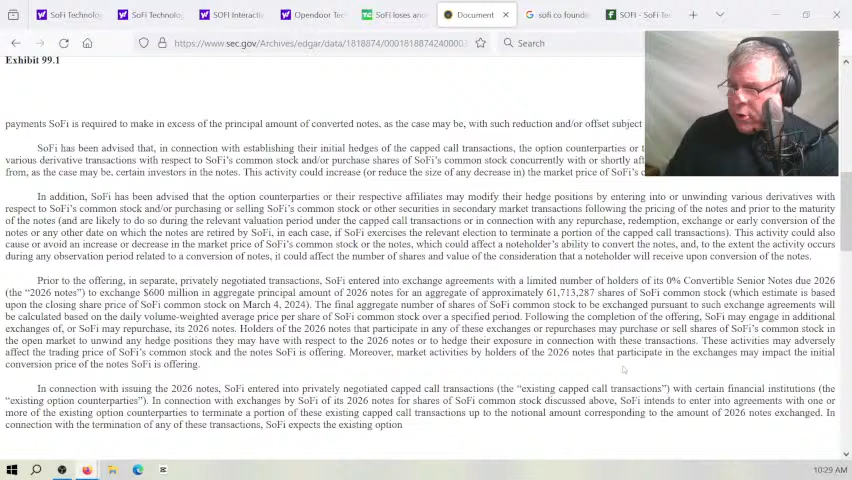 SoFi Technolog
SoFi Technolog
SOFI Interactiv
Opendoor Tec
SoFi loses anot
Document
sofi co foundi
SOFI - SoFi Te
https://www.sec.gov/Archives/edgar/data/1818874/00018188742400003
Search
Exhibit 99.1
payments SoFi is required to make in excess of the principal amount of converted notes, as the case may be, with such reduction and/or offset subject
SoFi has been advised that, in connection with establishing their initial hedges of the capped call transactions, the option counterparties or t
various derivative transactions with respect to SoFi's common stock and/or purchase shares of SoFi's common stock concurrently with or shortly aft
from, as the case may be, certain investors in the notes. This activity could increase (or reduce the size of any decrease in) the market price of SoFi's c
In addition, SoFi has been advised that the option counterparties or their respective affiliates may modify their hedge positions by entering into or unwinding various derivatives with
respect to SoFi's common stock and/or purchasing or selling SoFi's common stock or other securities in secondary market transactions following the pricing of the notes and prior to the maturity
of the notes (and are likely to do so during the relevant valuation period under the capped call transactions or in connection with any repurchase, redemption, exchange or early conversion of the
notes or any other date on which the notes are retired by SoFi, in each case, if SoFi exercises the relevant election to terminate a portion of the capped call transactions). This activity could also
cause or avoid an increase or decrease in the market price of SoFi's common stock or the notes, which could affect a noteholder's ability to convert the notes, and, to the extent the activity occurs
during any observation period related to a conversion of notes, it could affect the number of shares and value of the consideration that a noteholder will receive upon conversion of the notes.
Prior to the offering, in separate, privately negotiated transactions, SoFi entered into exchange agreements with a limited number of holders of its 0% Convertible Senior Notes due 2026
(the "2026 notes") to exchange $600 million in aggregate principal amount of 2026 notes for an aggregate of approximately 61,713,287 shares of SoFi common stock (which estimate is based
upon the closing share price of SoFi common stock on March 4, 2024). The final aggregate number of shares of SoFi common stock to be exchanged pursuant to such exchange agreements will
be calculated based on the daily volume-weighted average price per share of SoFi common stock over a specified period. Following the completion of the offering, SoFi may engage in additional
exchanges of, or SoFi may repurchase, its 2026 notes. Holders of the 2026 notes that participate in any of these exchanges or repurchases may purchase or sell shares of SoFi's common stock in
the open market to unwind any hedge positions they may have with respect to the 2026 notes or to hedge their exposure in connection with these transactions. These activities may adversely
affect the trading price of SoFi's common stock and the notes SoFi is offering. Moreover, market activities by holders of the 2026 notes that participate in the exchanges may impact the initial
conversion price of the notes SoFi is offering.
In connection with issuing the 2026 notes, SoFi entered into privately negotiated capped call transactions (the "existing capped call transactions") with certain financial institutions (the
"existing option counterparties"). In connection with exchanges by SoFi of its 2026 notes for shares of SoFi common stock discussed above, SoFi intends to enter into agreements with one or
more of the existing option counterparties to terminate a portion of these existing capped call transactions up to the notional amount corresponding to the amount of 2026 notes exchanged. In
connection with the termination of any of these transactions, SoFi expects the existing option
10:29 AM